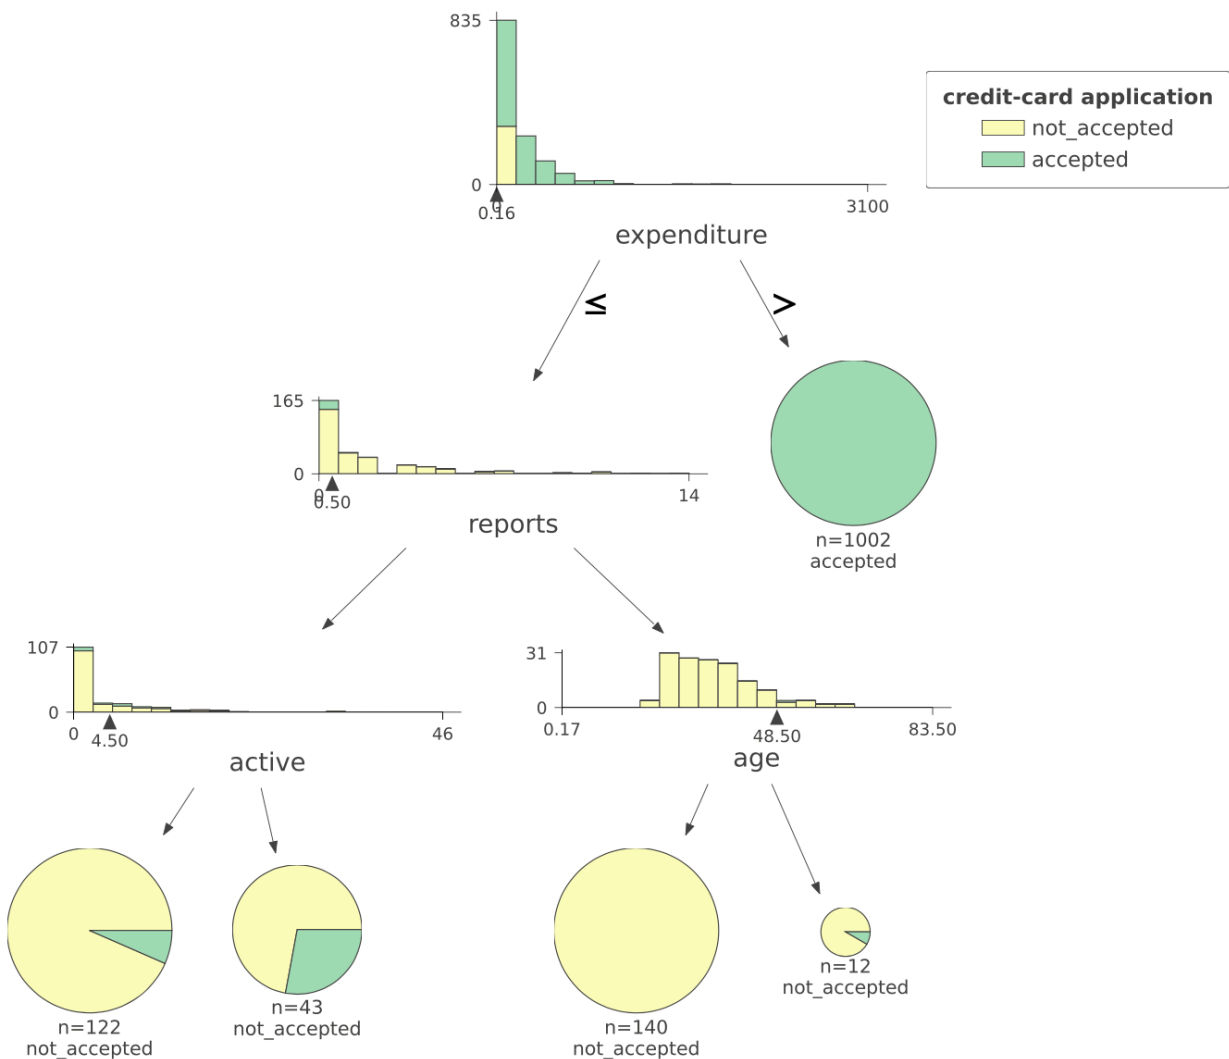 835
0
0
0.16
3100
expenditure
credit-card application
not_accepted
accepted
≤
>
165
0
0
0.50
14
reports
n=1002
accepted
107
0
0
4.50
46
active
31
0
0.17
48.50
83.50
age
n=122
not_accepted
n=43
not_accepted
n=140
not_accepted
n=12
not_accepted